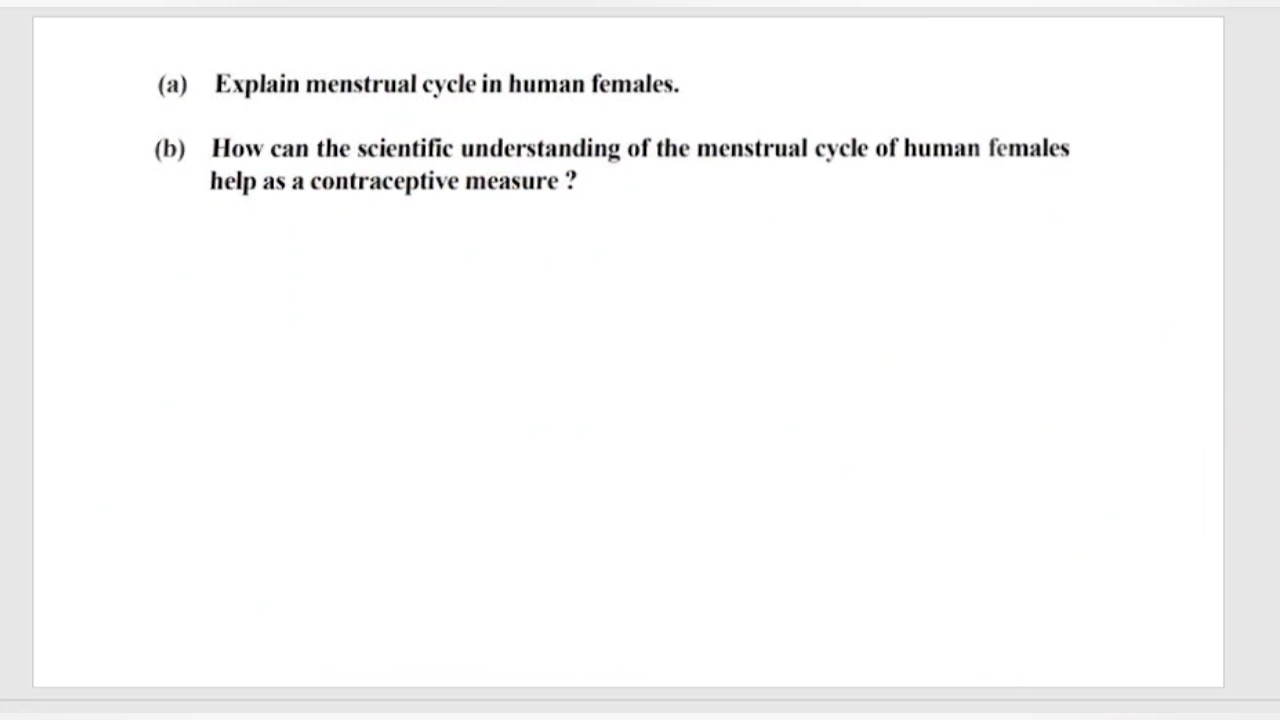 (a) Explain menstrual cycle in human females.
(b) How can the scientific understanding of the menstrual cycle of human females
help as a contraceptive measure ?